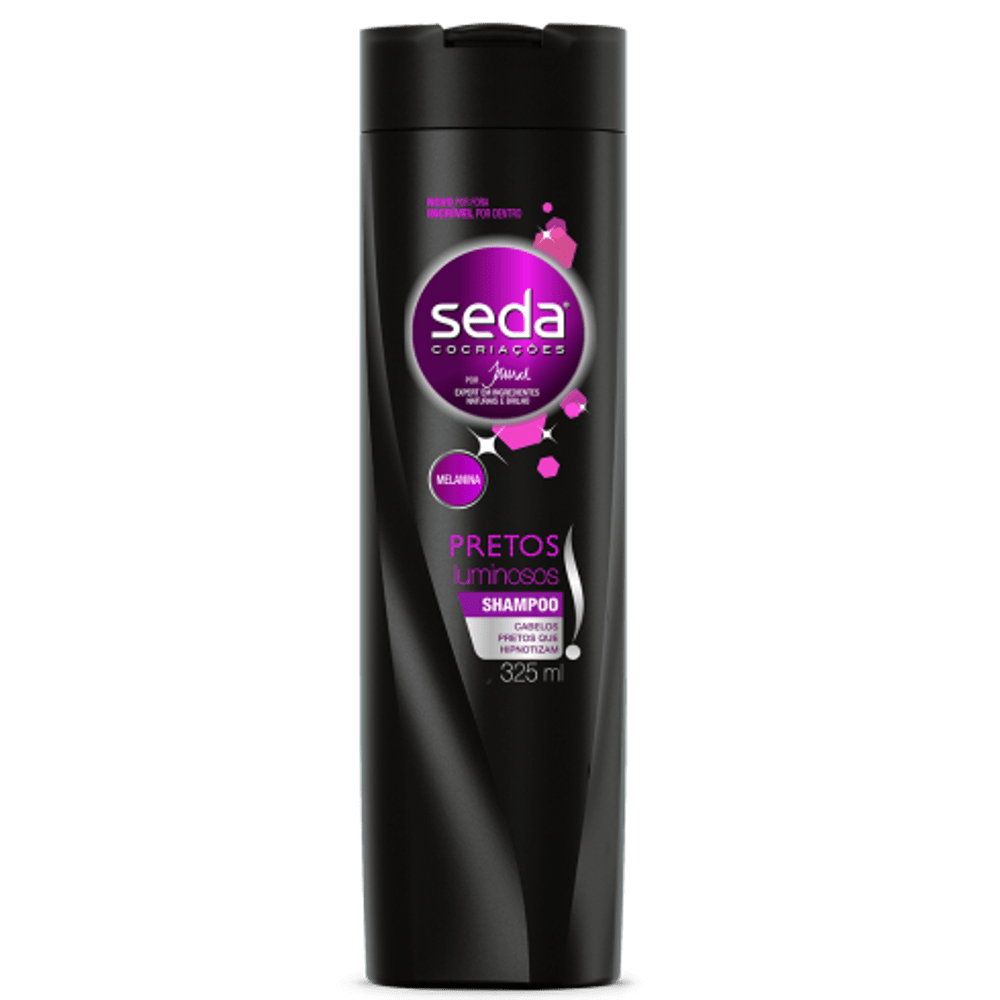 NOVO POR FORA
INCRÍVEL POR DENTRO
seda®
COCRIAÇÕES
POR Jamal
EXPERT EM INGREDIENTES
NATURAIS E BRILHO
MELANINA
PRETOS
luminosos
SHAMPOO
CABELOS
PRETOS QUE
HIPNOTIZAM
325 ml